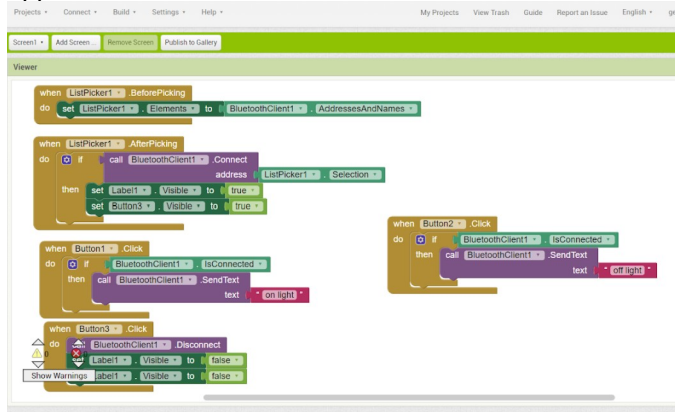 Projects Connect Build Settings Help My Projects View Trash Guide Report an Issue English
Screen1 Add Screen ... Remove Screen Publish to Gallery
Viewer
when ListPicker1 .BeforePicking
do set ListPicker1 . Elements to BluetoothClient1 . AddressesAndNames
when ListPicker1 .AfterPicking
do if call BluetoothClient1 .Connect
address ListPicker1 . Selection
then set Label1 . Visible to true
set Button3 . Visible to true
when Button1 .Click
do if BluetoothClient1 . IsConnected
then call BluetoothClient1 .SendText
text " on light "
when Button2 .Click
do if BluetoothClient1 . IsConnected
then call BluetoothClient1 .SendText
text " off light "
when Button3 .Click
do BluetoothClient1 .Disconnect
Label1 . Visible to false
Label1 . Visible to false
0
Show Warnings